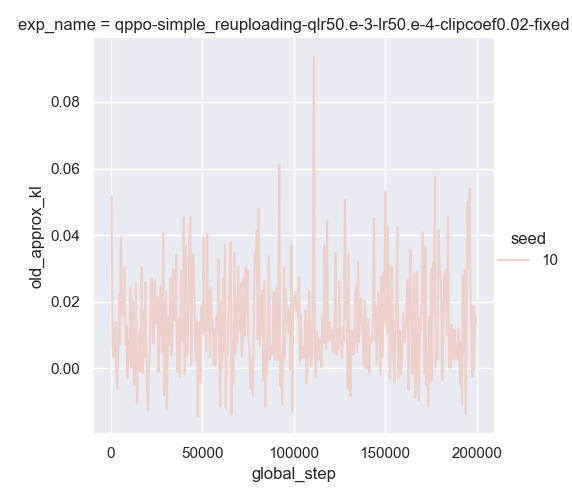 exp_name = qppo-simple_reuploading-qlr50.e-3-lr50.e-4-clipcoef0.02-fixed
old_approx_kl
0.08
0.06
0.04
0.02
0.00
0
50000
100000
150000
200000
global_step
seed
10